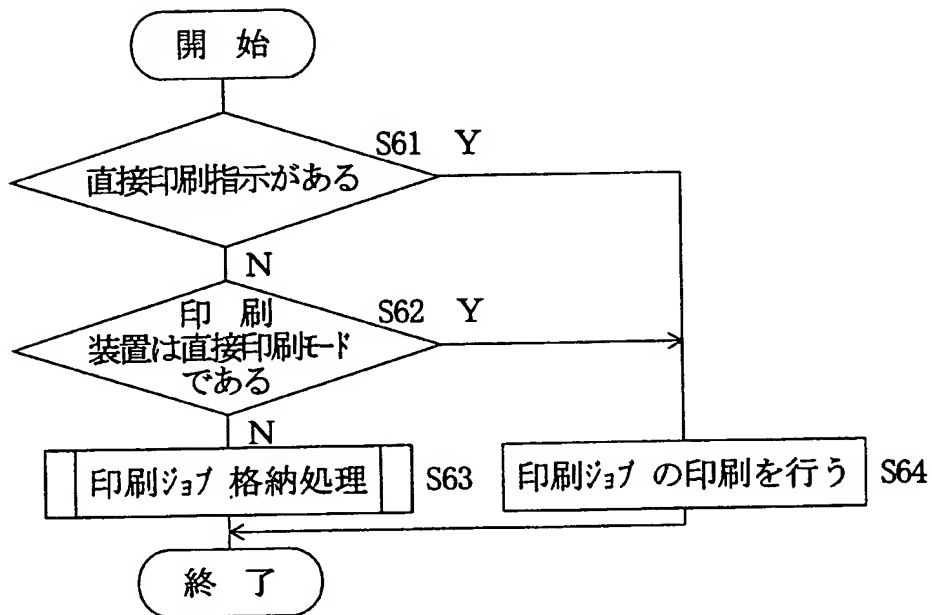 開 始
S61 Y
直接印刷指示がある
N
S62 Y
印 刷
装置は直接印刷モード
である
N
印刷ジョブ 格納処理
S63
印刷ジョブ の印刷を行う
S64
終 了